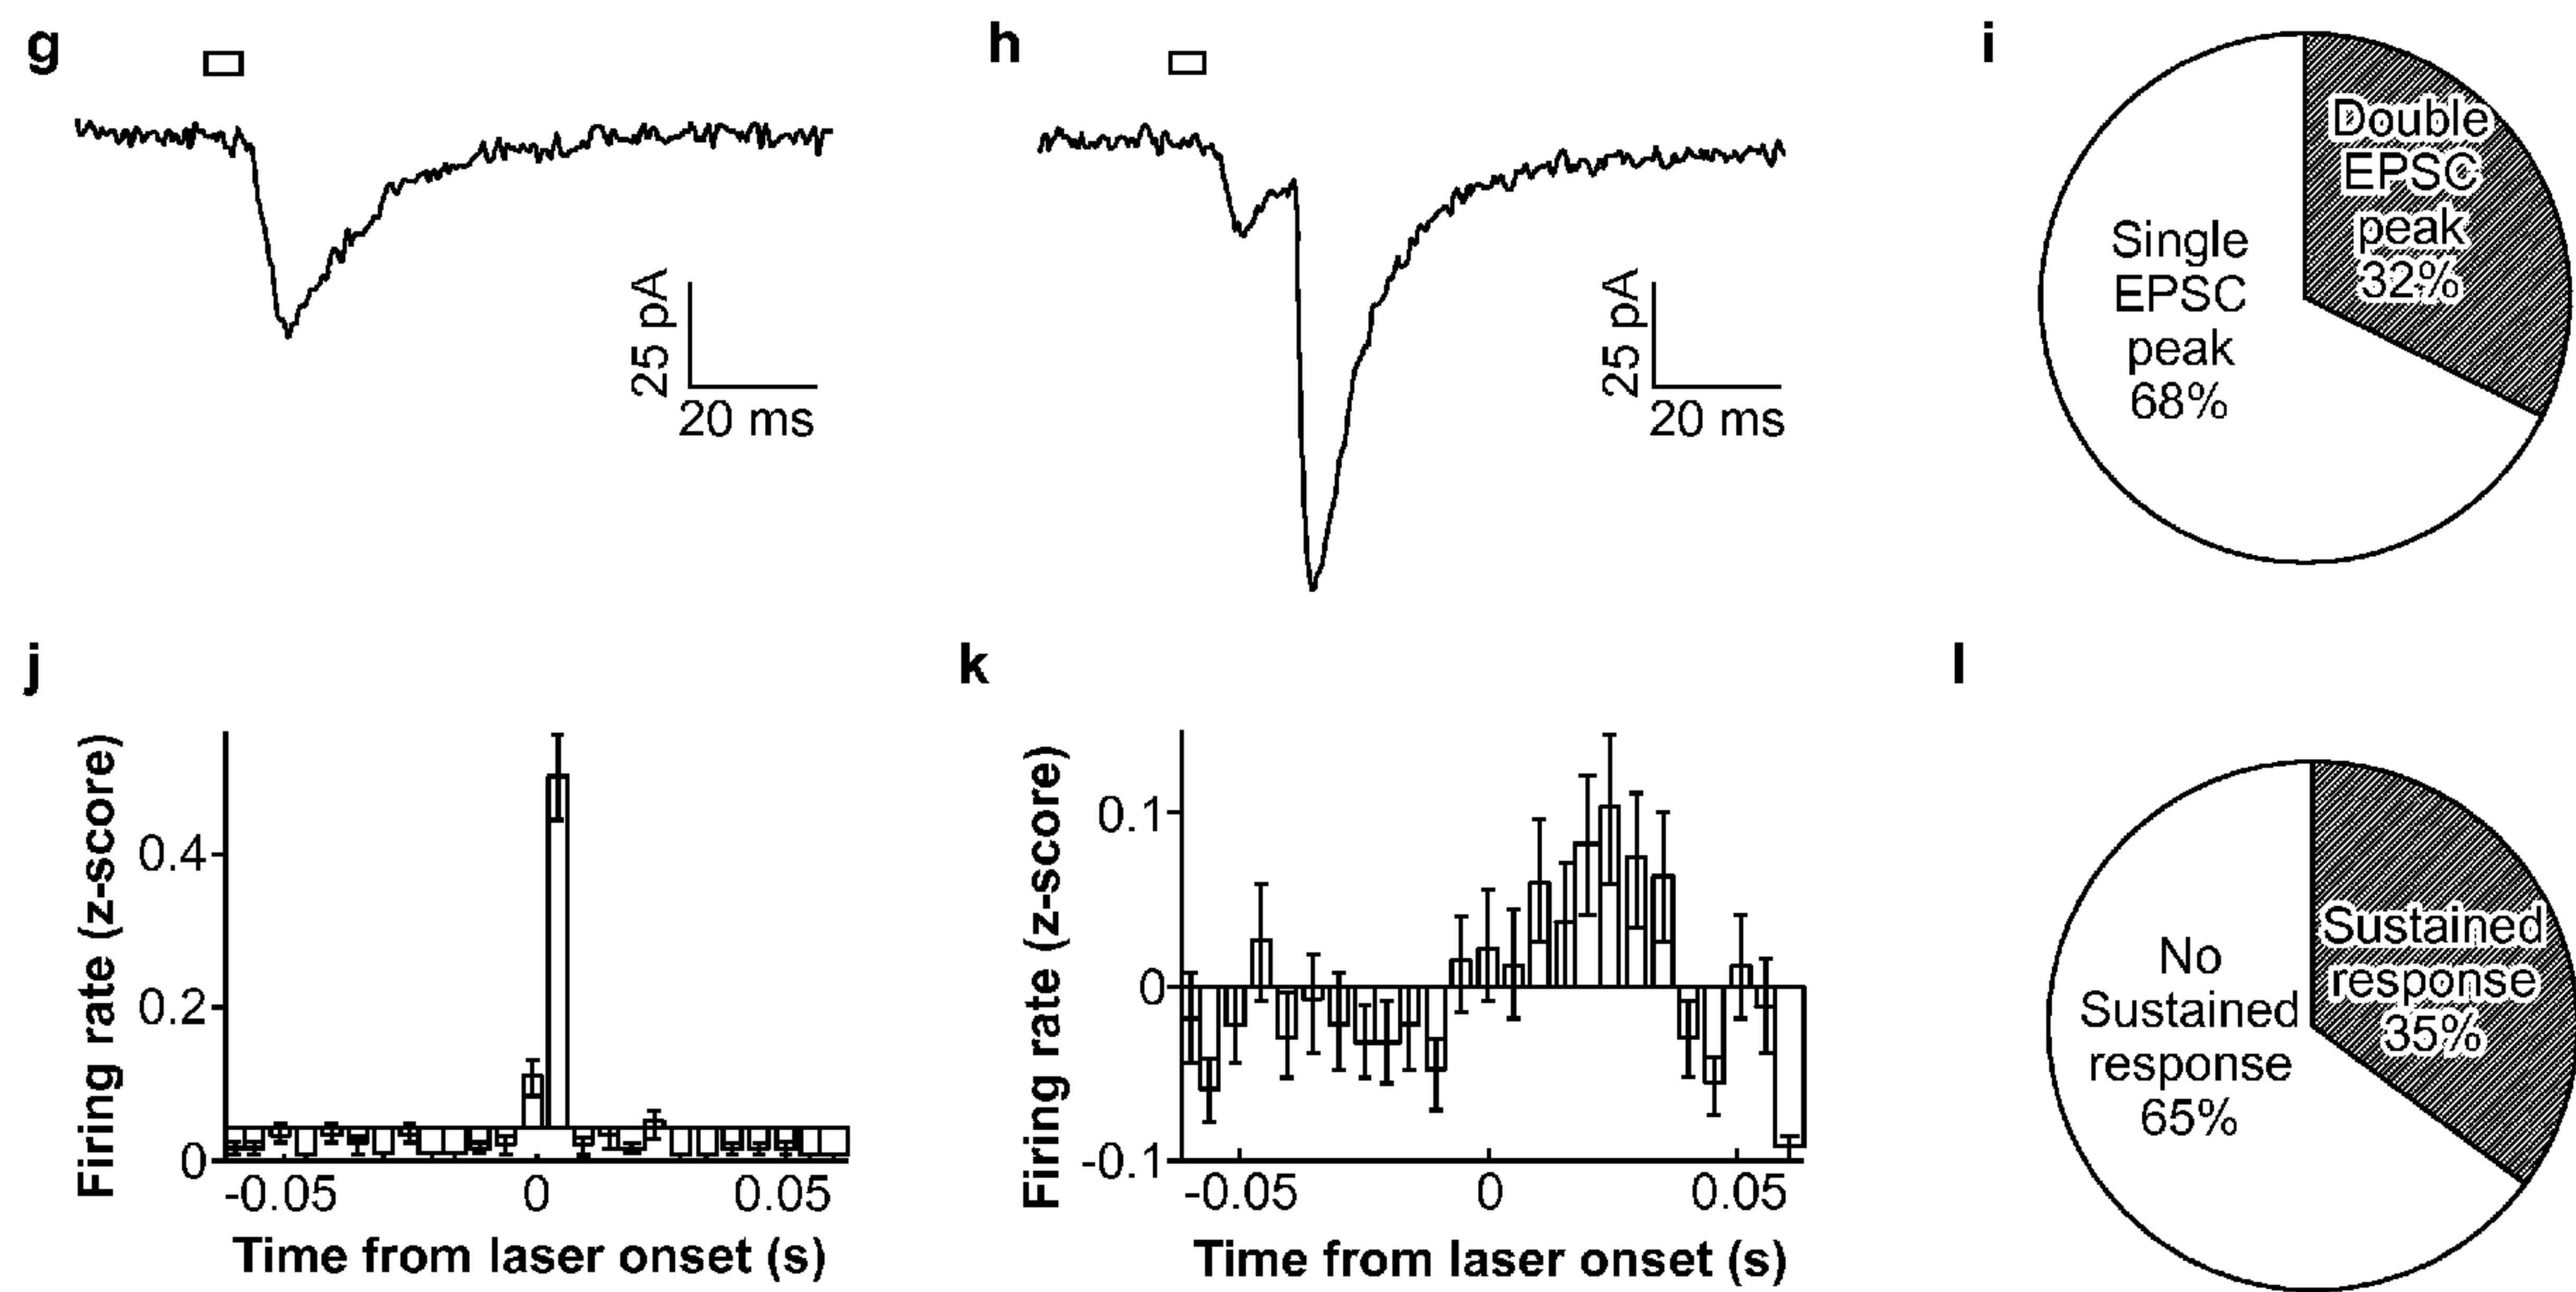 g
h
i
25 pA
20 ms
25 pA
20 ms
Single
EPSC
peak
68%
Double
EPSC
peak
32%
j
k
l
Firing rate (z-score)
0.4
0.2
0
-0.05
0
0.05
Time from laser onset (s)
Firing rate (z-score)
0.1
0
-0.1
-0.05
0
0.05
Time from laser onset (s)
No
Sustained
response
65%
Sustained
response
35%